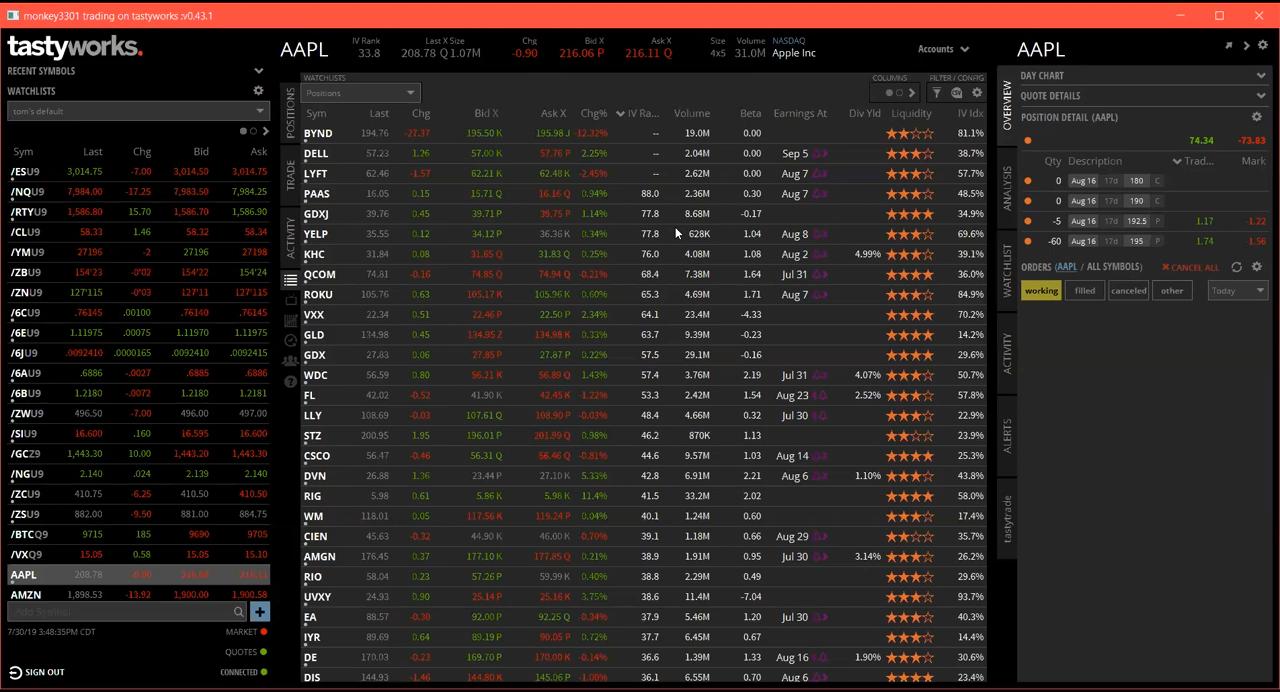 monkey3301 trading on tastyworks :v0.43.1
tastyworks.
RECENT SYMBOLS
WATCHLISTS
tom's default
Sym Last Chg Bid Ask
/ESU9 3,014.75 -7.00 3,014.50 3,014.75
/NQU9 7,984.00 -17.25 7,983.50 7,984.25
/RTYU9 1,586.80 15.70 1,586.70 1,586.90
/CLU9 58.33 1.46 58.32 58.34
/YMU9 27196 -2 27196 27198
/ZBU9 154'23 -0'02 154'22 154'24
/ZNU9 127'115 -0'03 127'11 127'115
/6CU9 .76145 .00100 .76140 .76145
/6EU9 1.11975 .00075 1.11970 1.11975
/6JU9 .0092410 .0000165 .0092405 .0092415
/6AU9 .6886 -.0027 .6885 .6886
/6BU9 1.2180 -.0072 1.2180 1.2181
/ZWU9 496.50 -7.00 496.00 497.00
/SIU9 16.600 .160 16.595 16.600
/GCZ9 1,443.30 10.00 1,443.20 1,443.30
/NGU9 2.140 .024 2.139 2.140
/ZCU9 410.75 -6.25 410.50 410.50
/ZSU9 882.00 -9.50 881.00 884.75
/BTCQ9 9715 185 9690 9705
/VXQ9 15.05 0.58 15.05 15.10
AAPL 208.78 -0.90
AMZN 1,898.53 -13.92 1,900.00 1,900.58
Add Symbol
7/30/19 3:48:35PM CDT MARKET
QUOTES
SIGN OUT CONNECTED
AAPL
IV Rank 33.8
Last X Size 208.78 Q 1.07M
Chg -0.90
Bid X 216.06 P
Ask X 216.11 Q
Size 4x5
Volume 31.0M
NASDAQ
Apple Inc
Accounts
POSITIONS
TRADE
ACTIVITY
WATCHLISTS
Positions
COLUMNS FILTER / CONFIG
Sym Last Chg Bid X Ask X Chg% IV Ra... Volume Beta Earnings At Div Yld Liquidity IV Idx
BYND 194.76 -27.37 195.50 K 195.98 J -12.32% -- 19.0M 0.00 81.1%
DELL 57.23 1.26 57.00 K 57.76 P 2.25% -- 2.04M 0.00 Sep 5 38.7%
LYFT 62.48 -1.57 62.21 K 62.48 K -2.45% -- 2.62M 0.00 Aug 7 57.7%
PAAS 16.05 0.15 15.71 Q 16.16 Q 0.94% 88.0 2.36M 0.30 Aug 7 48.5%
GDXJ 39.76 0.45 39.71 P 39.75 P 1.14% 77.8 8.68M -0.17 34.9%
YELP 35.55 0.12 34.12 P 36.36 K 0.34% 77.8 628K 1.04 Aug 8 69.6%
KHC 31.84 0.08 31.65 Q 31.83 Q 0.25% 76.0 4.08M 1.08 Aug 2 4.99% 36.1%
QCOM 74.81 -0.16 74.85 Q 74.94 Q -0.21% 68.4 7.38M 1.64 Jul 31 36.0%
ROKU 105.76 0.63 105.17 K 105.96 K 0.60% 65.3 4.69M 1.71 Aug 7 84.9%
VXX 22.34 0.51 22.46 P 22.50 P 2.34% 64.1 23.4M -4.33 70.2%
GLD 134.98 0.45 134.95 Z 134.98 K 0.33% 63.7 9.39M -0.23 14.2%
GDX 27.83 0.06 27.85 P 27.87 P 0.22% 57.5 29.1M -0.16 29.6%
WDC 56.59 0.80 56.21 K 56.89 Q 1.43% 57.4 3.76M 2.19 Jul 31 4.07% 50.7%
FL 42.02 -0.52 41.90 K 42.45 K -1.22% 53.3 2.42M 1.54 Aug 23 2.52% 57.8%
LLY 108.69 -0.03 107.61 Q 108.90 P -0.03% 48.4 4.66M 0.32 Jul 30 22.9%
STZ 200.95 1.95 196.01 P 201.99 Q 0.98% 46.2 870K 1.13 23.9%
CSCO 56.47 -0.46 56.31 Q 56.46 Q -0.81% 44.6 9.57M 1.03 Aug 14 25.3%
DVN 26.88 1.36 23.44 P 27.10 K 5.33% 42.8 6.91M 2.21 Aug 6 1.10% 43.8%
RIG 5.98 0.61 5.86 K 5.98 K 11.4% 41.5 33.2M 2.02 58.0%
WM 118.01 0.05 117.56 K 119.24 P 0.04% 40.1 1.24M 0.60 17.4%
CIEN 45.63 -0.32 44.90 K 46.00 K -0.70% 39.1 1.18M 0.66 Aug 29 35.7%
AMGN 176.45 0.37 177.10 K 177.85 Q 0.21% 38.9 1.91M 0.95 Jul 30 3.14% 26.2%
RIO 58.04 0.23 57.26 P 59.99 K 0.40% 38.8 2.29M 0.49 29.6%
UVXY 24.93 0.90 25.14 P 25.16 K 3.75% 38.6 11.4M -7.04 93.7%
EA 88.57 -0.30 92.00 P 92.25 Q -0.34% 37.9 5.46M 1.20 Jul 30 40.3%
IYR 89.69 0.64 89.19 P 90.05 P 0.72% 37.7 6.45M 0.67 14.4%
DE 170.03 -0.23 169.70 P 170.00 K -0.14% 36.6 1.39M 1.33 Aug 16 1.90% 30.6%
DIS 144.93 -1.46 144.80 K 145.06 P -1.00% 36.1 6.55M 0.70 Aug 6 23.4%
OVERVIEW
ANALYSIS
WATCHLIST
ACTIVITY
ALERTS
tastytrade
AAPL
DAY CHART
QUOTE DETAILS
POSITION DETAIL (AAPL)
74.34 -73.83
Qty Description Trad... Mark
0 Aug 16 17d 180 C
0 Aug 16 17d 190 C
-5 Aug 16 17d 192.5 P 1.17 -1.22
-60 Aug 16 17d 195 P 1.74 -1.56
ORDERS (AAPL / ALL SYMBOLS) ✕ CANCEL ALL
working filled canceled other Today